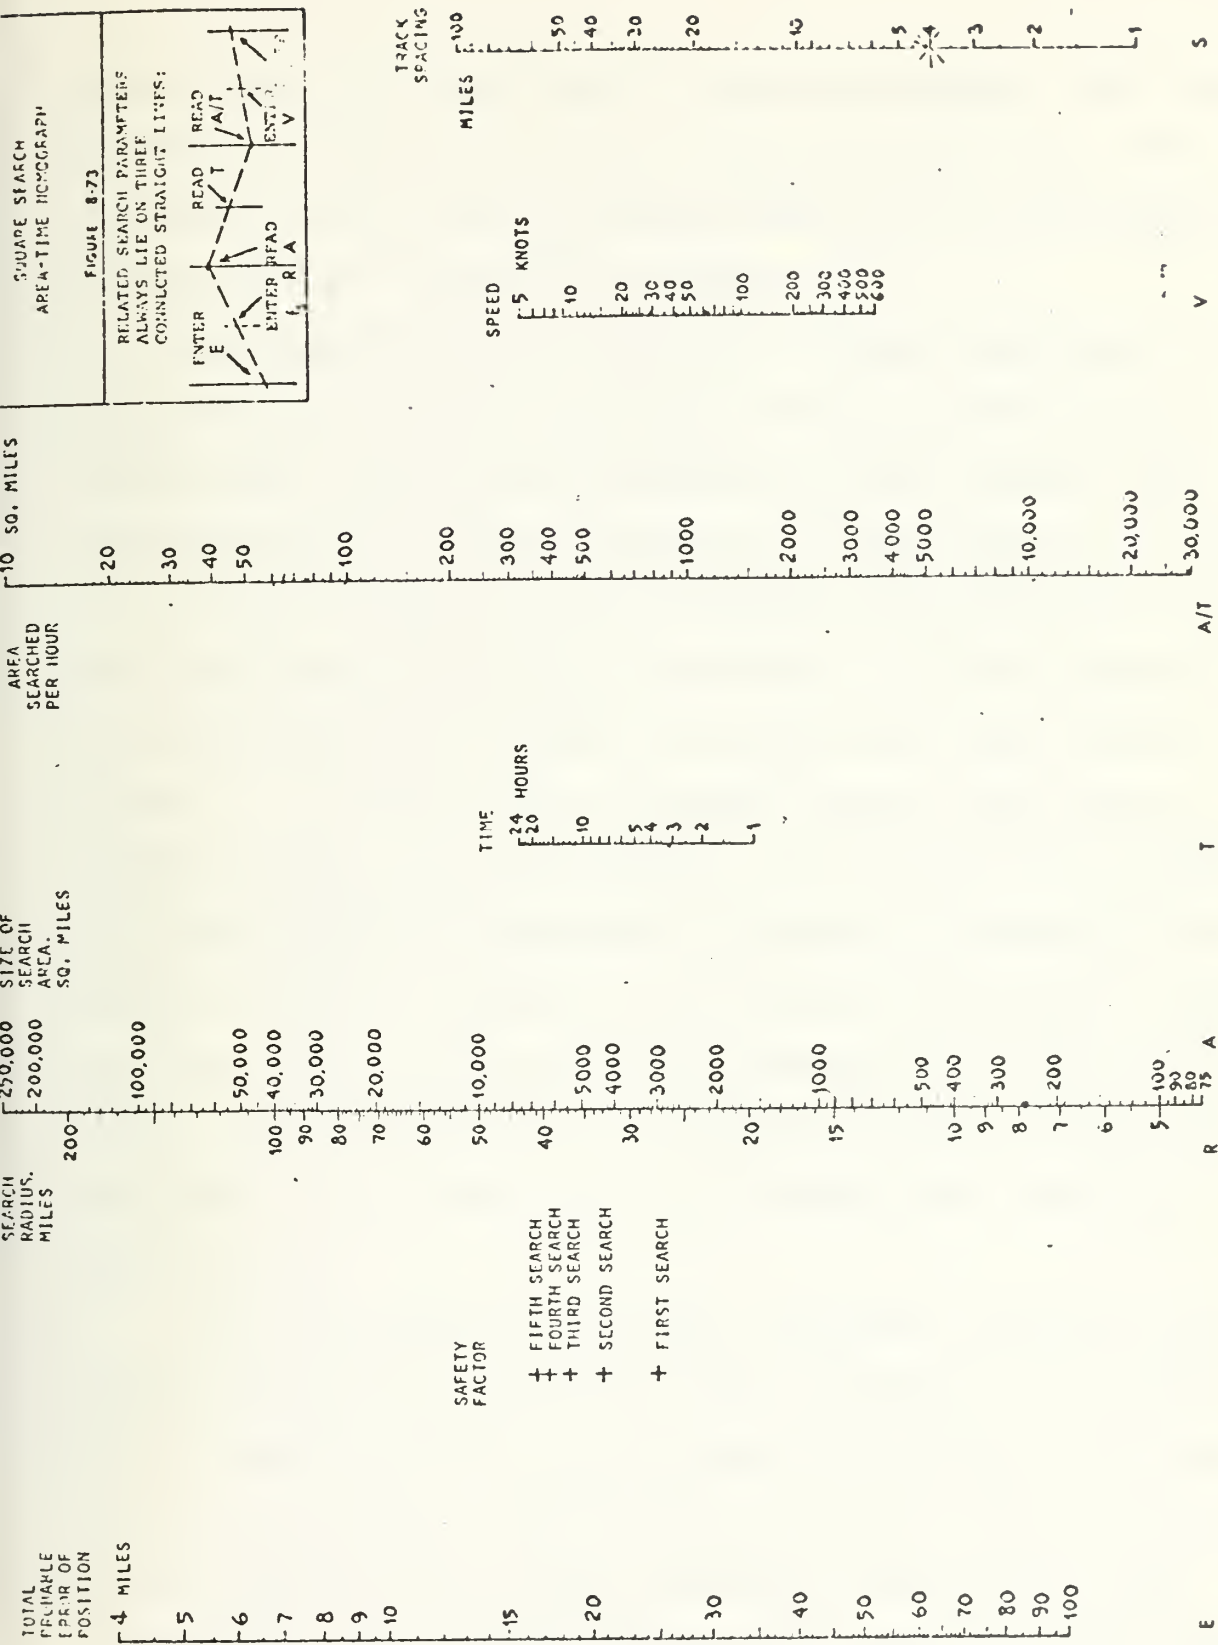 SQUARE SEARCH
AREA-TIME NOMOGRAPH
FIGURE 8-73
RELATED SEARCH PARAMETERS
ALWAYS LIE ON THREE
CONNECTED STRAIGHT LINES:
ENTER
E
ENTER
f
READ
R A
READ
T
READ
A/T
ENTER
V
TOTAL
PROBABLE
ERROR OF
POSITION
4 MILES
5
6
7
8
9
10
15
20
30
40
50
60
70
80
90
100
E
SAFETY
FACTOR
+ FIFTH SEARCH
+ FOURTH SEARCH
+ THIRD SEARCH
+ SECOND SEARCH
+ FIRST SEARCH
SEARCH
RADIUS.
MILES
200
100
90
80
70
60
50
40
30
20
15
10
9
8
7
6
5
R
SIZE OF
SEARCH
AREA.
SQ. MILES
250,000
200,000
100,000
50,000
40,000
30,000
20,000
10,000
5000
4000
3000
2000
1000
500
400
300
200
100
90
80
75
A
TIME
24 HOURS
20
10
5
4
3
2
1
T
AREA
SEARCHED
PER HOUR
10 SQ. MILES
20
30
40
50
100
200
300
400
500
1000
2000
3000
4000
5000
10,000
20,000
30,000
A/T
SPEED
5 KNOTS
10
20
30
40
50
100
200
300
400
500
600
V
TRACK
SPACING
MILES
100
50
40
30
20
10
5
4
3
2
1
S